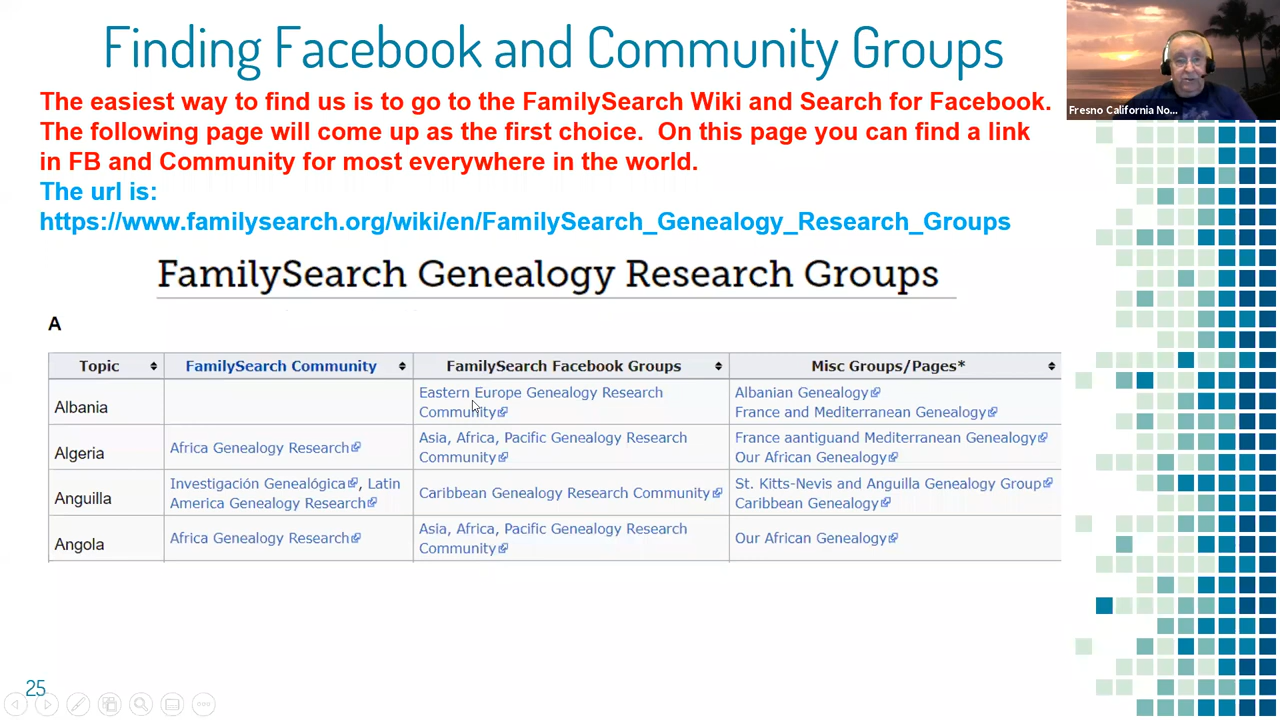 Finding Facebook and Community Groups
The easiest way to find us is to go to the FamilySearch Wiki and Search for Facebook.
The following page will come up as the first choice. On this page you can find a link
in FB and Community for most everywhere in the world.
The url is:
https://www.familysearch.org/wiki/en/FamilySearch_Genealogy_Research_Groups
Fresno California No...
FamilySearch Genealogy Research Groups
A
Topic FamilySearch Community FamilySearch Facebook Groups Misc Groups/Pages*
Albania
Eastern Europe Genealogy Research
Community
Albanian Genealogy
France and Mediterranean Genealogy
Algeria
Africa Genealogy Research
Asia, Africa, Pacific Genealogy Research
Community
France aantiguand Mediterranean Genealogy
Our African Genealogy
Anguilla
Investigación Genealógica, Latin
America Genealogy Research
Caribbean Genealogy Research Community
St. Kitts-Nevis and Anguilla Genealogy Group
Caribbean Genealogy
Angola
Africa Genealogy Research
Asia, Africa, Pacific Genealogy Research
Community
Our African Genealogy
25